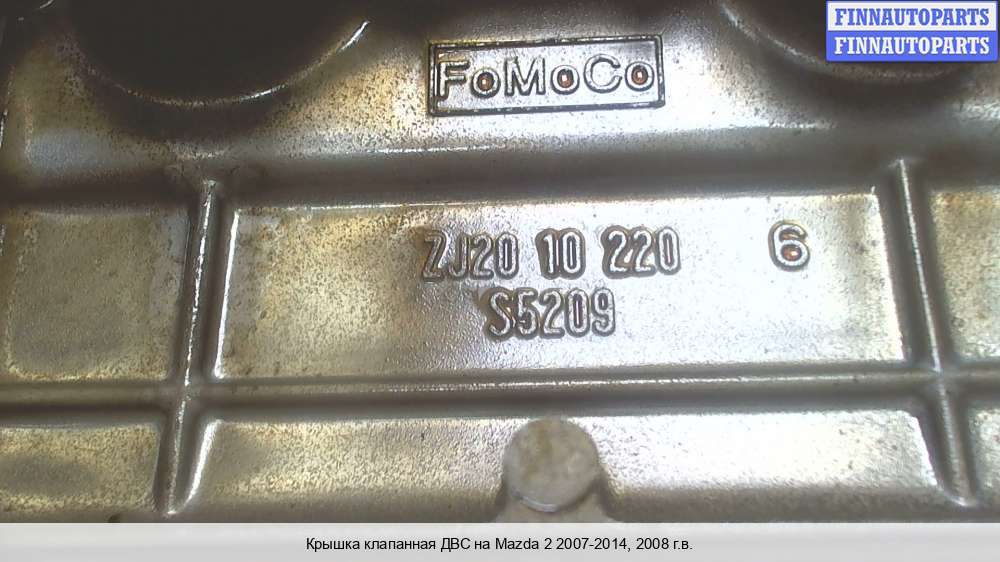 FINNAUTOPARTS
FINNAUTOPARTS
FoMoCo
ZJ20 10 220 6
S5209
Крышка клапанная ДВС на Mazda 2 2007-2014, 2008 г.в.